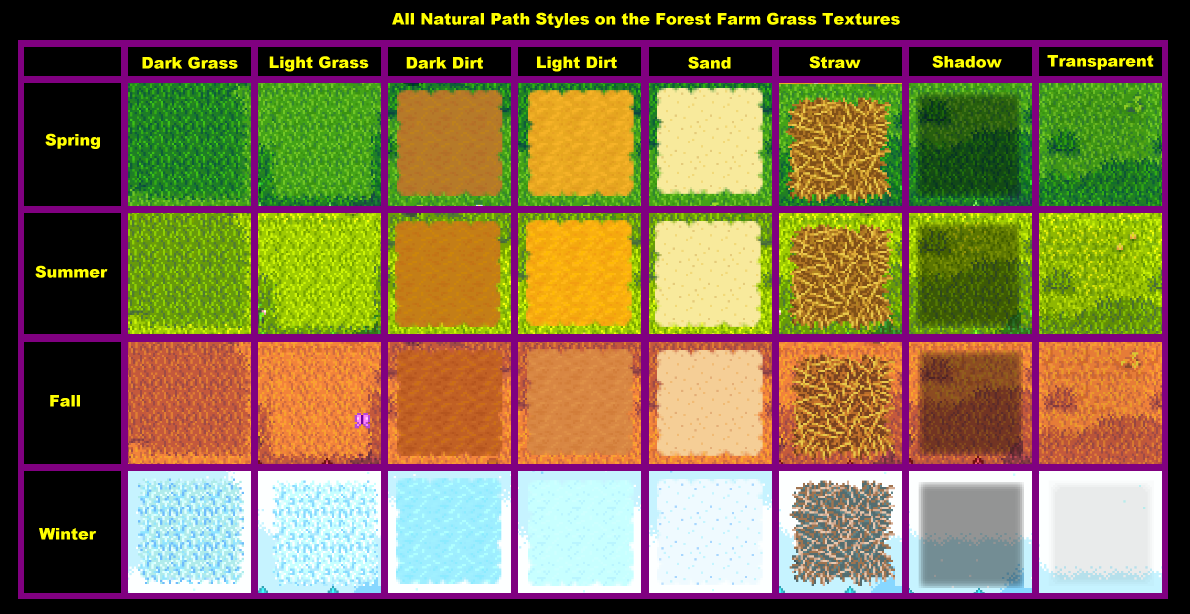 All Natural Path Styles on the Forest Farm Grass Textures
Dark Grass Light Grass Dark Dirt Light Dirt Sand Straw Shadow Transparent
Spring
Summer
Fall
Winter